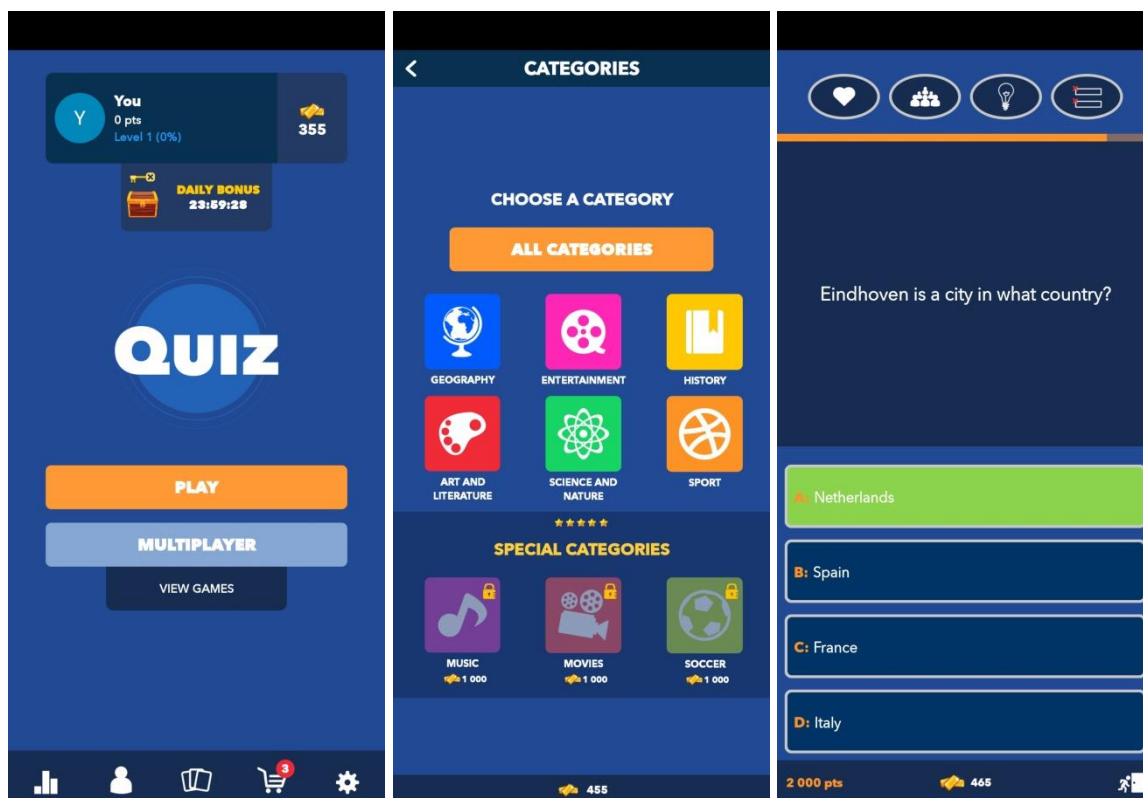 You
Y
0 pts
Level 1 (0%)
355
DAILY BONUS
23:59:28
QUIZ
PLAY
MULTIPLAYER
VIEW GAMES
3
CATEGORIES
CHOOSE A CATEGORY
ALL CATEGORIES
GEOGRAPHY
ENTERTAINMENT
HISTORY
ART AND
LITERATURE
SCIENCE AND
NATURE
SPORT
SPECIAL CATEGORIES
MUSIC
MOVIES
SOCCER
1 000
1 000
1 000
455
Eindhoven is a city in what country?
A: Netherlands
B: Spain
C: France
D: Italy
2 000 pts
465